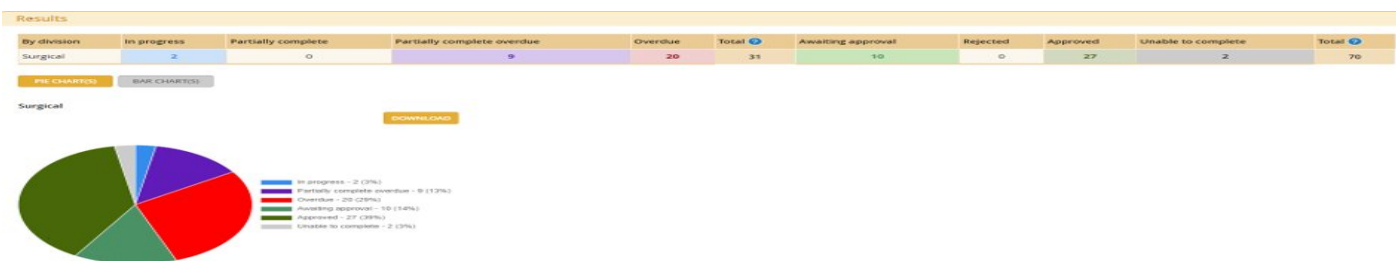 Results
By division In progress Partially complete Partially complete overdue Overdue Total ? Awaiting approval Rejected Approved Unable to complete Total ?
Surgical 2 0 9 20 31 10 0 27 2 70
PIE CHART(S) BAR CHART(S)
Surgical
DOWNLOAD
In progress - 2 (3%)
Partially complete overdue - 9 (13%)
Overdue - 20 (29%)
Awaiting approval - 10 (14%)
Approved - 27 (39%)
Unable to complete - 2 (3%)